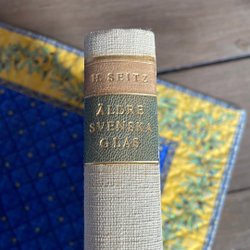 H. SEITZ
ÄLDRE
SVENSKA
GLAS